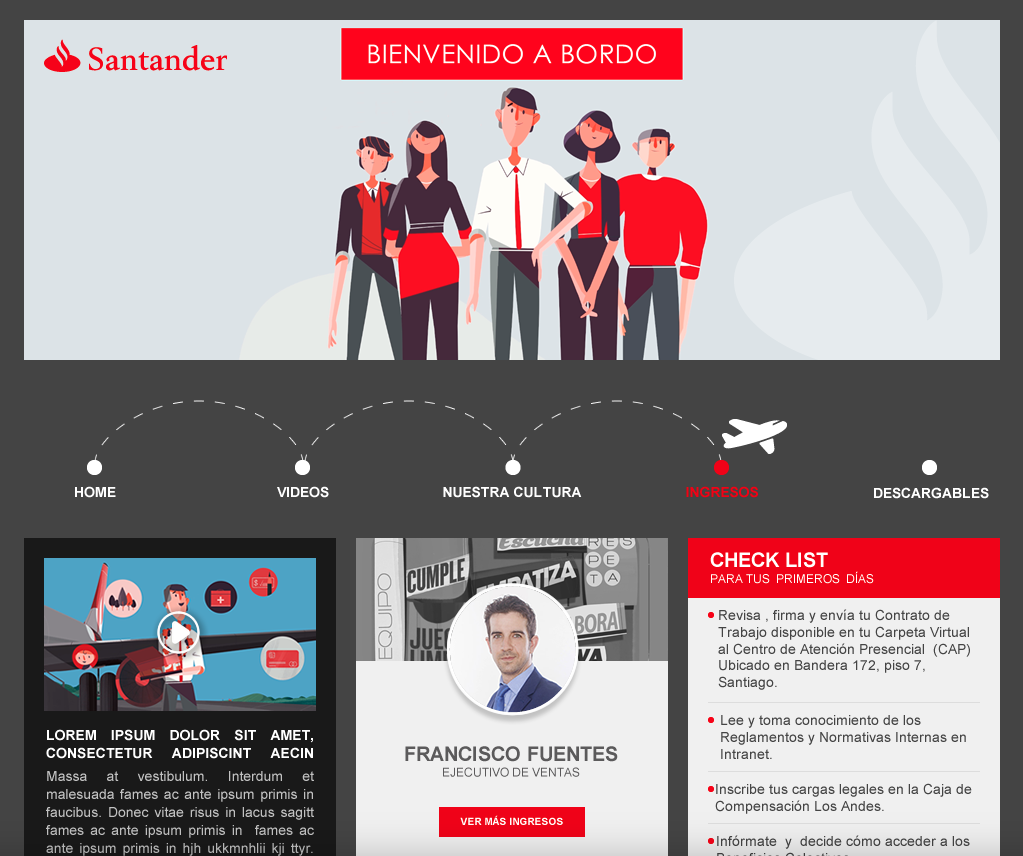 Santander
BIENVENIDO A BORDO
HOME
VIDEOS
NUESTRA CULTURA
INGRESOS
DESCARGABLES
LOREM IPSUM DOLOR SIT AMET,
CONSECTETUR ADIPISCINT AECIN
Massa at vestibulum. Interdum et
malesuada fames ac ante ipsum primis in
faucibus. Donec vitae risus in lacus sagitt
fames ac ante ipsum primis in fames ac
ante ipsum primis in hjh ukkmnhlii kji ttyr.
Escucha
RESPETA
CUMPLE
EMPATIZA
EQUIPO
BORA
FRANCISCO FUENTES
EJECUTIVO DE VENTAS
VER MÁS INGRESOS
CHECK LIST
PARA TUS PRIMEROS DÍAS
Revisa , firma y envía tu Contrato de
Trabajo disponible en tu Carpeta Virtual
al Centro de Atención Presencial (CAP)
Ubicado en Bandera 172, piso 7,
Santiago.
Lee y toma conocimiento de los
Reglamentos y Normativas Internas en
Intranet.
Inscribe tus cargas legales en la Caja de
Compensación Los Andes.
Infórmate y decide cómo acceder a los